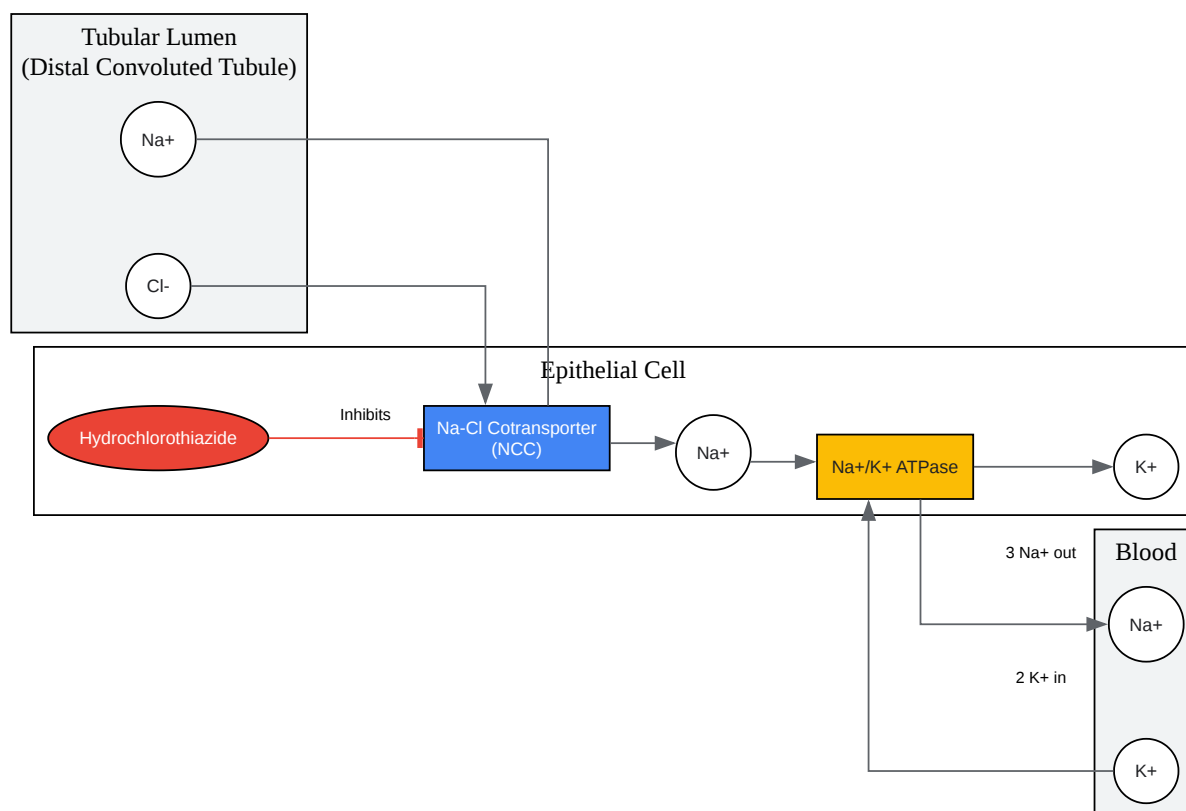 Tubular Lumen
(Distal Convoluted Tubule)
Na+
Cl-
Epithelial Cell
Hydrochlorothiazide
Inhibits
Na-Cl Cotransporter
(NCC)
Na+
Na+/K+ ATPase
K+
3 Na+ out
Blood
Na+
2 K+ in
K+